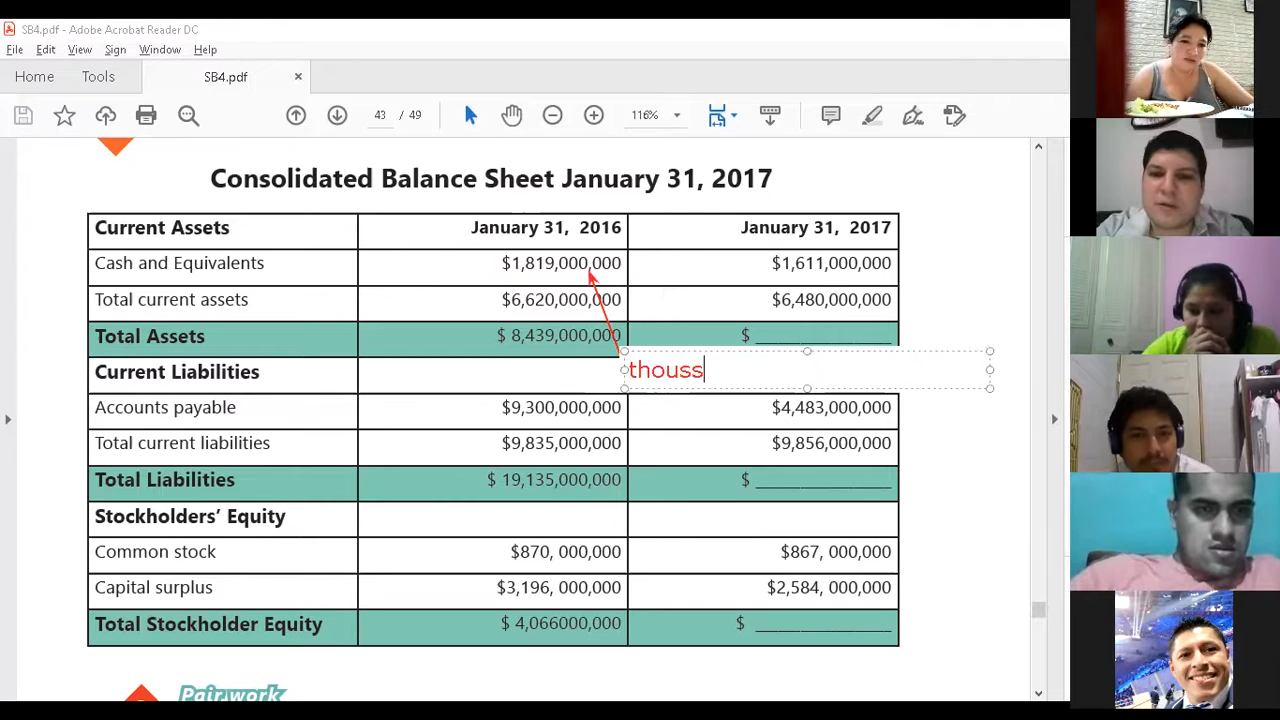 SB4.pdf - Adobe Acrobat Reader DC
File Edit View Sign Window Help
Home Tools SB4.pdf ×
43 / 49 116%
Consolidated Balance Sheet January 31, 2017
Current Assets January 31, 2016 January 31, 2017
Cash and Equivalents $1,819,000,000 $1,611,000,000
Total current assets $6,620,000,000 $6,480,000,000
Total Assets $ 8,439,000,000 $ _______________
Current Liabilities thouss
Accounts payable $9,300,000,000 $4,483,000,000
Total current liabilities $9,835,000,000 $9,856,000,000
Total Liabilities $ 19,135,000,000 $ _______________
Stockholders' Equity
Common stock $870, 000,000 $867, 000,000
Capital surplus $3,196, 000,000 $2,584, 000,000
Total Stockholder Equity $ 4,066000,000 $ _______________
Pair work